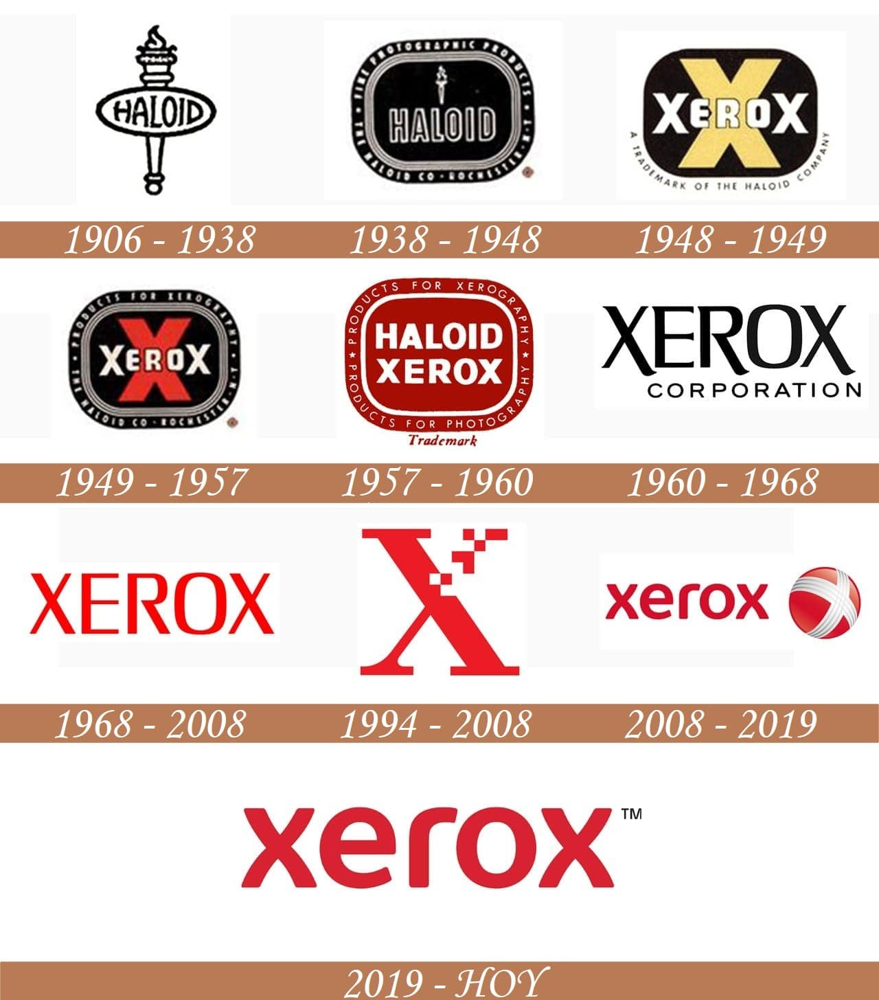 HALOID
FINE PHOTOGRAPHIC PRODUCTS
HALOID
THE HALOID CO · ROCHESTER · N·Y
XEROX
A TRADEMARK OF THE HALOID COMPANY
1906 - 1938
1938 - 1948
1948 - 1949
PRODUCTS FOR XEROGRAPHY
XEROX
THE HALOID CO · ROCHESTER · N·Y
PRODUCTS FOR XEROGRAPHY
HALOID
XEROX
PRODUCTS FOR PHOTOGRAPHY
Trademark
XEROX
CORPORATION
1949 - 1957
1957 - 1960
1960 - 1968
XEROX
X
xerox
1968 - 2008
1994 - 2008
2008 - 2019
xerox™
2019 - HOY